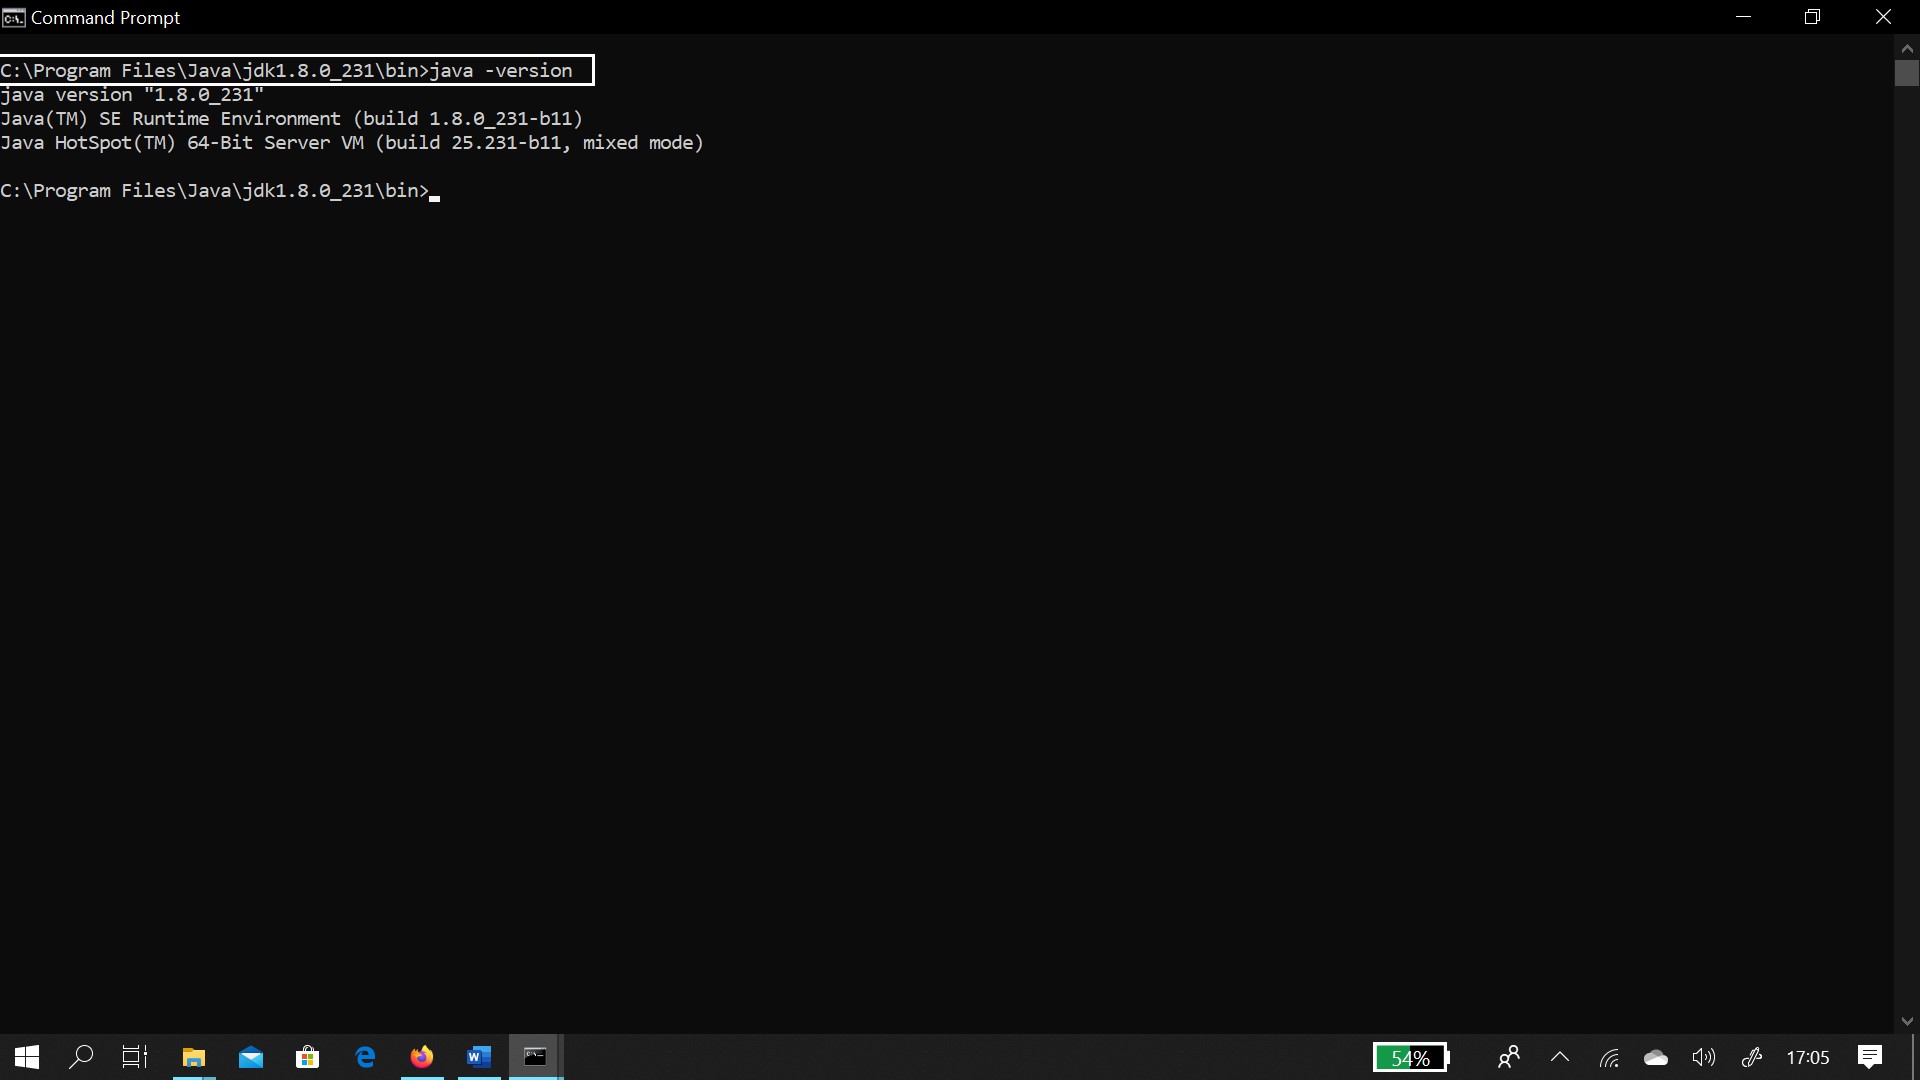 Command Prompt
C:\Program Files\Java\jdk1.8.0_231\bin>java -version
java version "1.8.0_231"
Java(TM) SE Runtime Environment (build 1.8.0_231-b11)
Java HotSpot(TM) 64-Bit Server VM (build 25.231-b11, mixed mode)
C:\Program Files\Java\jdk1.8.0_231\bin>
54% 17:05